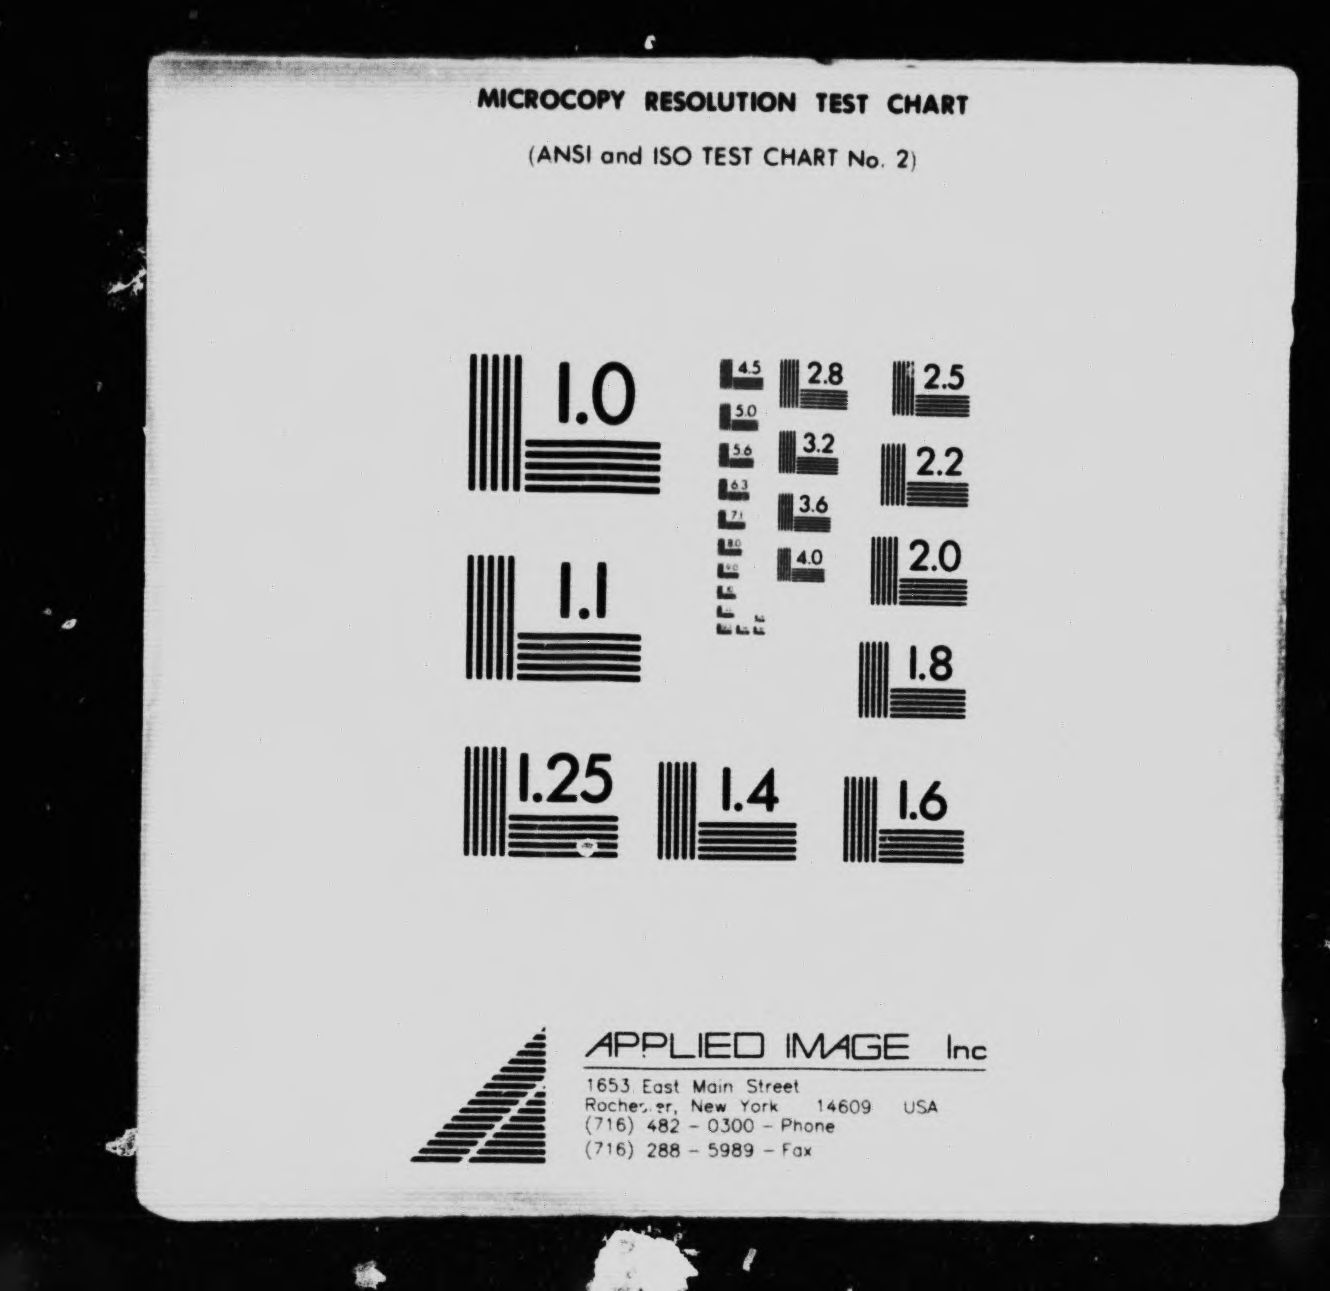 MICROCOPY RESOLUTION TEST CHART
(ANSI and ISO TEST CHART No. 2)
1.0
1.1
1.25
1.4
1.6
1.8
2.0
2.2
2.5
2.8
3.2
3.6
4.0
4.5
5.0
5.6
6.3
7.1
8.0
9.0
APPLIED IMAGE Inc
1653 East Main Street
New York 14609 USA
(716) 482 - 0300 - Phone
(716) 288 - 5989 - Fax